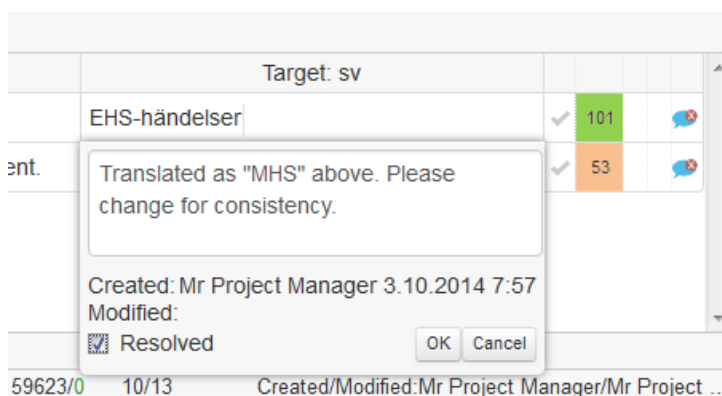 Target: sv
EHS-händelser
101
ent.
53
Translated as "MHS" above. Please
change for consistency.
Created: Mr Project Manager 3.10.2014 7:57
Modified:
Resolved
OK Cancel
59623/0 10/13 Created/Modified:Mr Project Manager/Mr Project ...